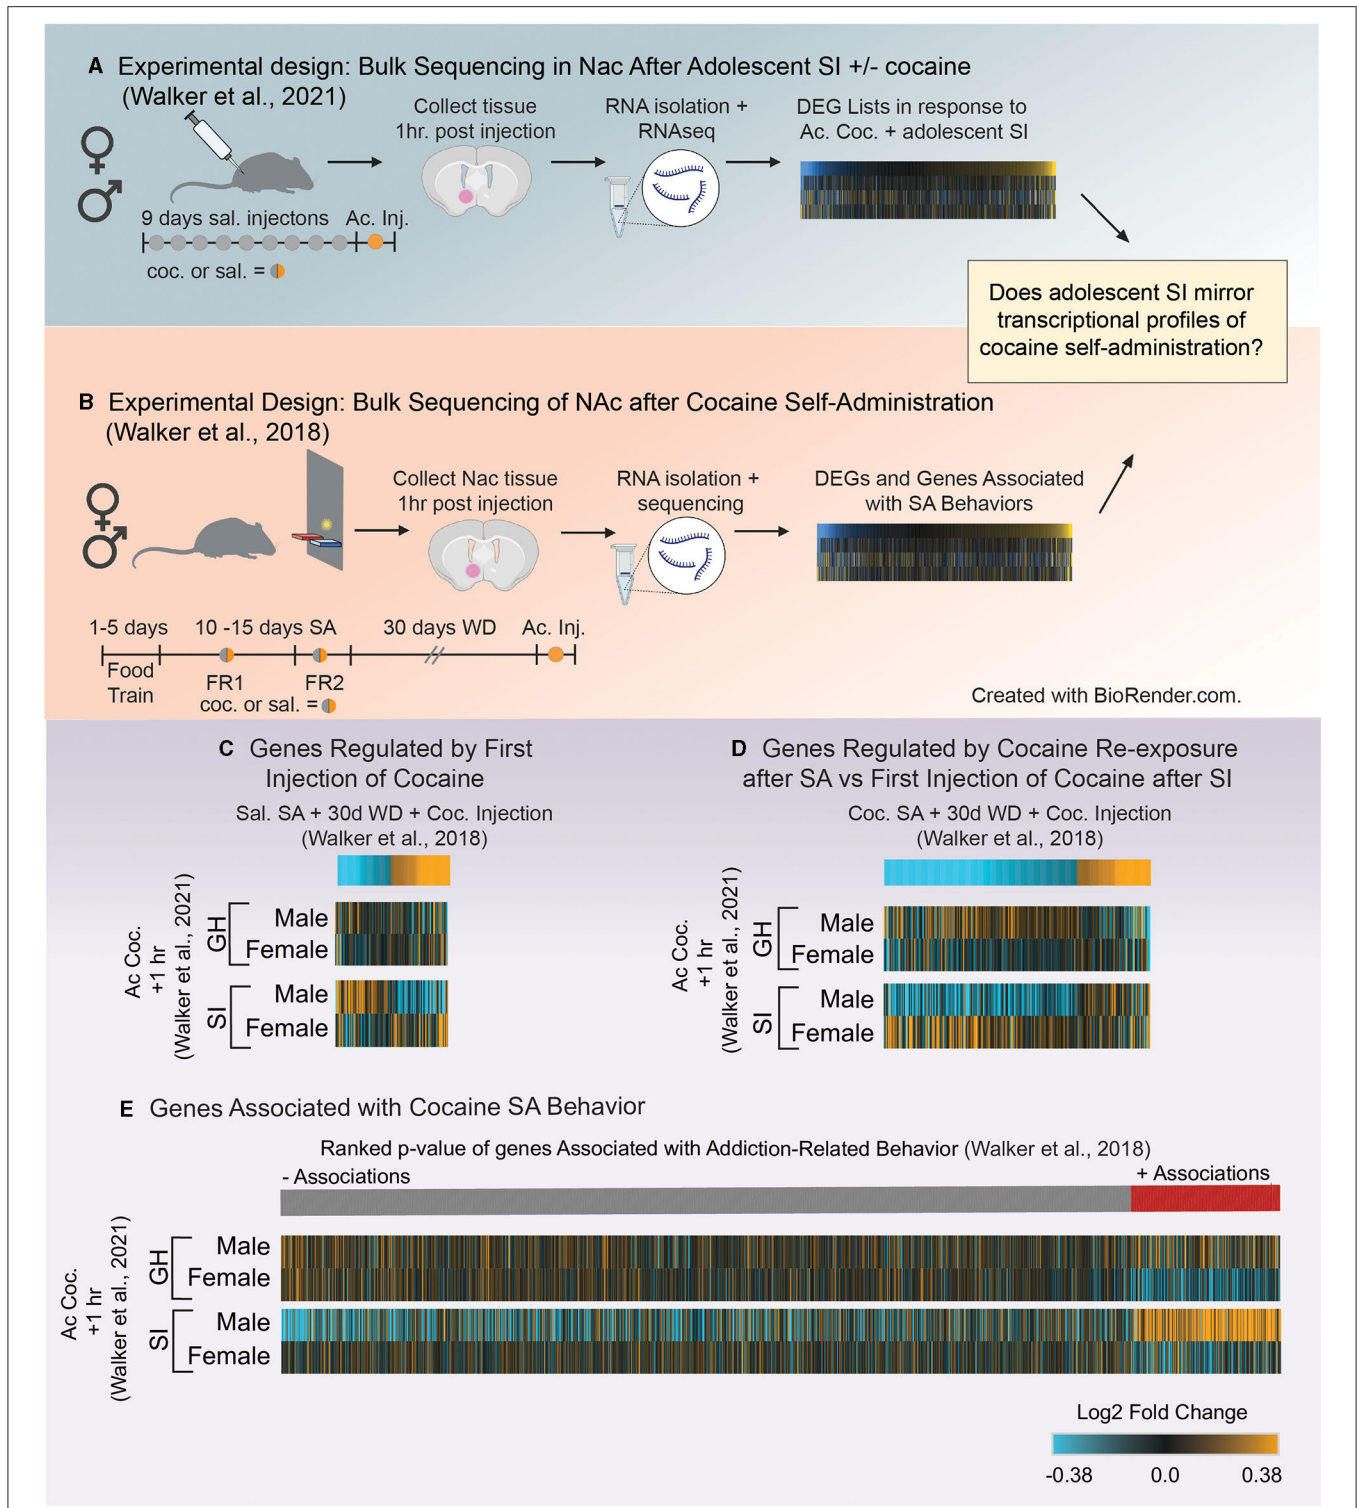 A Experimental design: Bulk Sequencing in Nac After Adolescent SI +/- cocaine
(Walker et al., 2021)
Collect tissue
1hr. post injection
RNA isolation +
RNAseq
DEG Lists in response to
Ac. Coc. + adolescent SI
9 days sal. injectons Ac. Inj.
coc. or sal. =
Does adolescent SI mirror
transcriptional profiles of
cocaine self-administration?
B Experimental Design: Bulk Sequencing of NAc after Cocaine Self-Administration
(Walker et al., 2018)
Collect Nac tissue
1hr post injection
RNA isolation +
sequencing
DEGs and Genes Associated
with SA Behaviors
1-5 days 10 -15 days SA 30 days WD Ac. Inj.
Food
Train
FR1 FR2
coc. or sal. =
Created with BioRender.com.
C Genes Regulated by First
Injection of Cocaine
Sal. SA + 30d WD + Coc. Injection
(Walker et al., 2018)
Ac Coc.
+1 hr
(Walker et al., 2021)
GH
Male
Female
SI
Male
Female
D Genes Regulated by Cocaine Re-exposure
after SA vs First Injection of Cocaine after SI
Coc. SA + 30d WD + Coc. Injection
(Walker et al., 2018)
Ac Coc.
+1 hr
(Walker et al., 2021)
GH
Male
Female
SI
Male
Female
E Genes Associated with Cocaine SA Behavior
Ranked p-value of genes Associated with Addiction-Related Behavior (Walker et al., 2018)
- Associations + Associations
Ac Coc.
+1 hr
(Walker et al., 2021)
GH
Male
Female
SI
Male
Female
Log2 Fold Change
-0.38 0.0 0.38